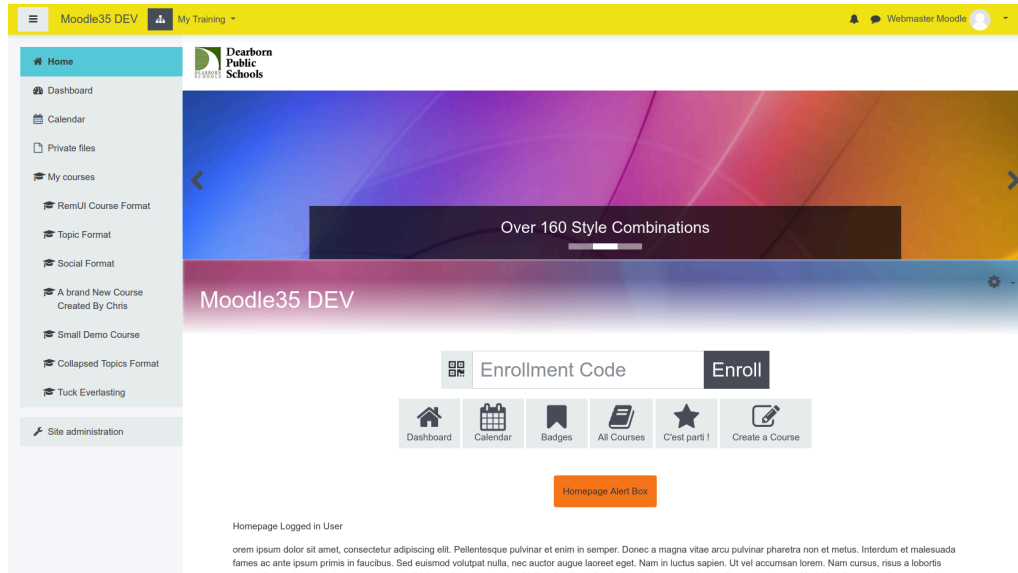 Moodle35 DEV
My Training
Webmaster Moodle
Home
Dashboard
Calendar
Private files
My courses
RemUI Course Format
Topic Format
Social Format
A brand New Course
Created By Chris
Small Demo Course
Collapsed Topics Format
Tuck Everlasting
Site administration
Dearborn
Public
Schools
DEARBORN
SCHOOLS
Over 160 Style Combinations
Moodle35 DEV
Enrollment Code
Enroll
Dashboard
Calendar
Badges
All Courses
C'est parti !
Create a Course
Homepage Alert Box
Homepage Logged in User
orem ipsum dolor sit amet, consectetur adipiscing elit. Pellentesque pulvinar et enim in semper. Donec a magna vitae arcu pulvinar pharetra non et metus. Interdum et malesuada
fames ac ante ipsum primis in faucibus. Sed euismod volutpat nulla, nec auctor augue laoreet eget. Nam in luctus sapien. Ut vel accumsan lorem. Nam cursus, risus a lobortis